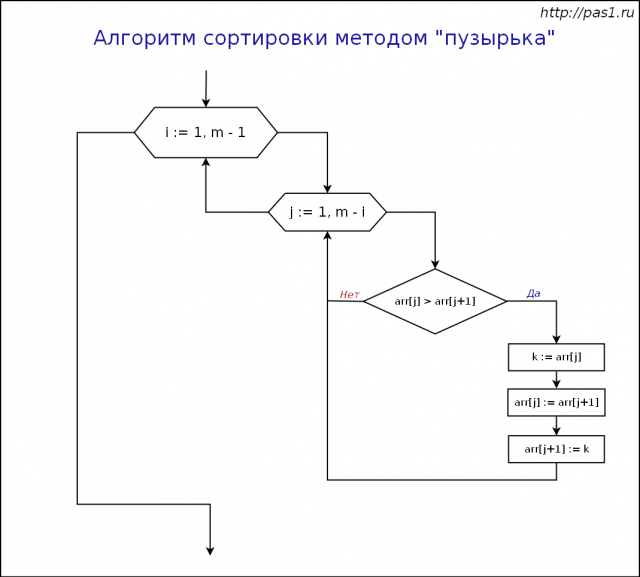 http://pas1.ru
Алгоритм сортировки методом "пузырька"
i := 1, m - 1
j := 1, m - i
Нет
arr[j] > arr[j+1]
Да
k := arr[j]
arr[j] := arr[j+1]
arr[j+1] := k